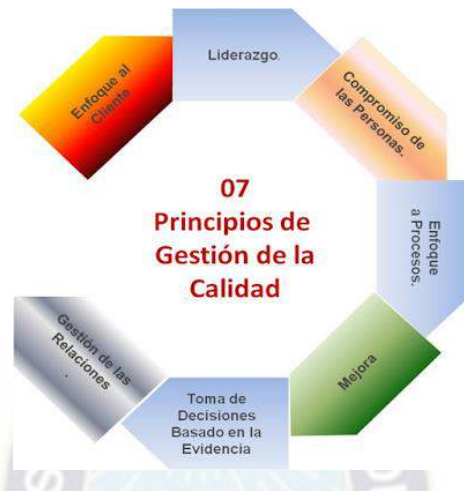 Enfoque al
Cliente
Liderazgo.
Compromiso de
las Personas.
Enfoque
a Procesos.
Mejora
Toma de
Decisiones
Basado en la
Evidencia
Gestión de las
Relaciones
.
07
Principios de
Gestión de la
Calidad